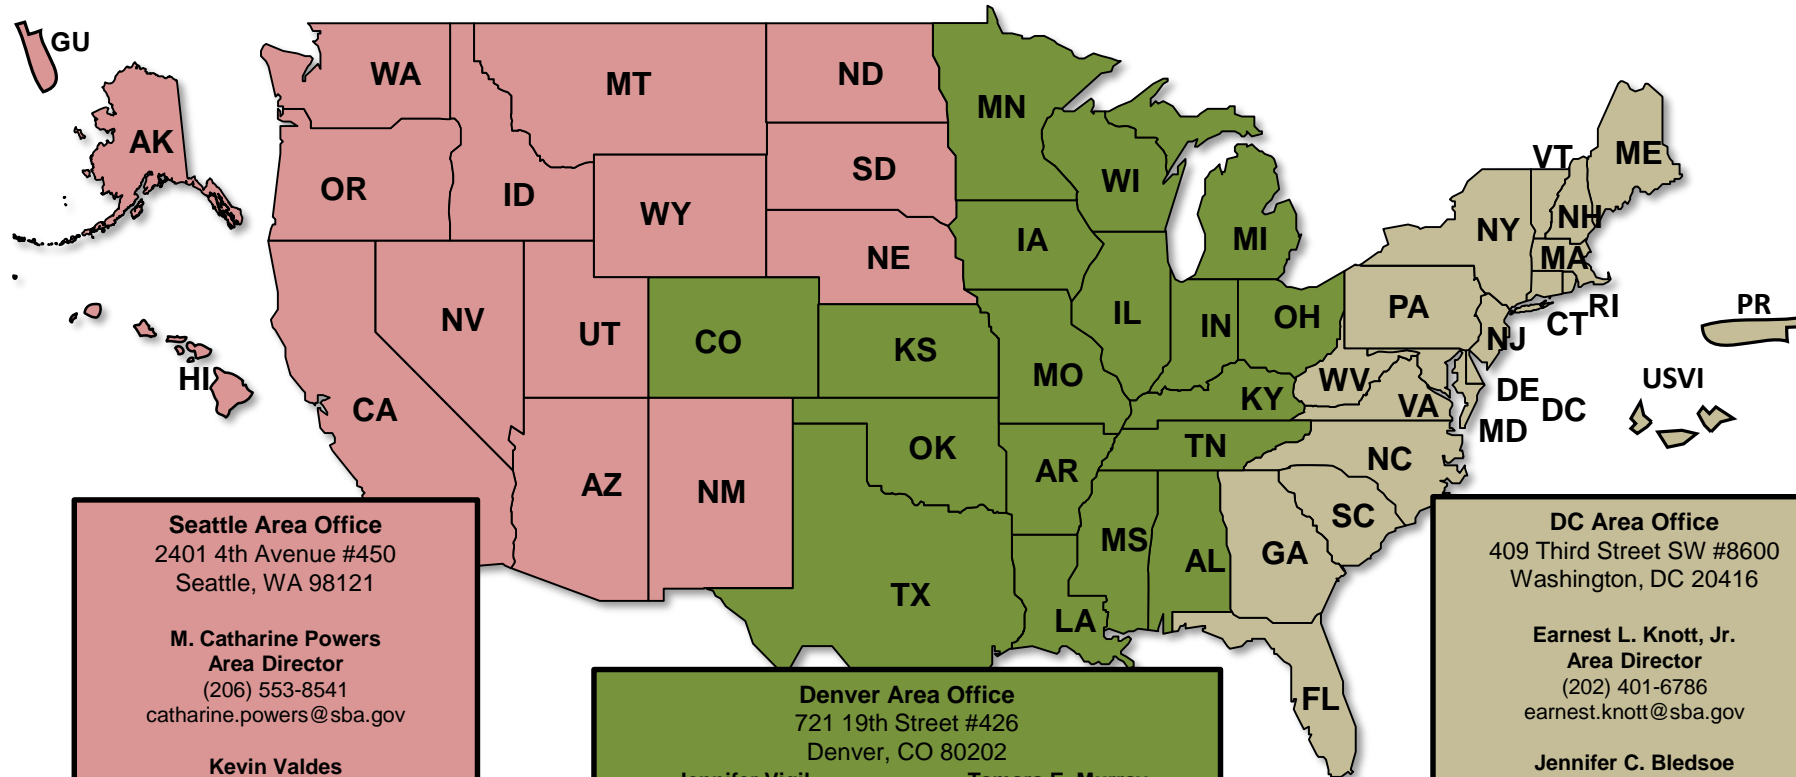 GU
WA
MT
ND
MN
AK
OR
ID
WY
SD
WI
MI
VT
ME
NH
NY
MA
IA
NE
NV
UT
CO
KS
MO
IL
IN
OH
PA
NJ
CT
RI
PR
HI
CA
KY
WV
VA
DE
DC
MD
USVI
AZ
NM
OK
AR
TN
NC
SC
MS
AL
GA
TX
LA
FL
Seattle Area Office
2401 4th Avenue #450
Seattle, WA 98121
M. Catharine Powers
Area Director
(206) 553-8541
catharine.powers@sba.gov
Kevin Valdes
Denver Area Office
721 19th Street #426
Denver, CO 80202
Jennifer Vigil Tamara E. Murray
DC Area Office
409 Third Street SW #8600
Washington, DC 20416
Earnest L. Knott, Jr.
Area Director
(202) 401-6786
earnest.knott@sba.gov
Jennifer C. Bledsoe